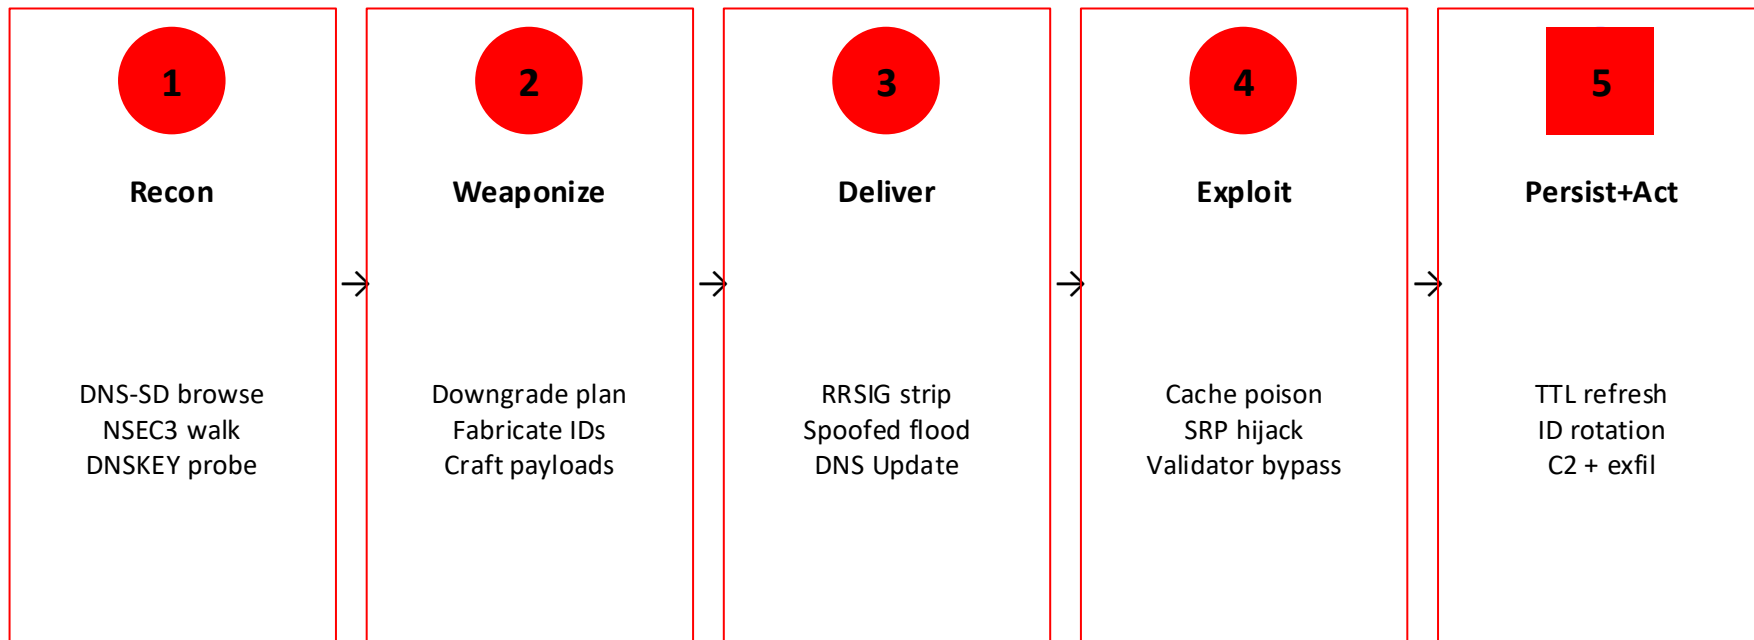 1
Recon
DNS-SD browse
NSEC3 walk
DNSKEY probe
2
Weaponize
Downgrade plan
Fabricate IDs
Craft payloads
3
Deliver
RRSIG strip
Spoofed flood
DNS Update
4
Exploit
Cache poison
SRP hijack
Validator bypass
5
Persist+Act
TTL refresh
ID rotation
C2 + exfil